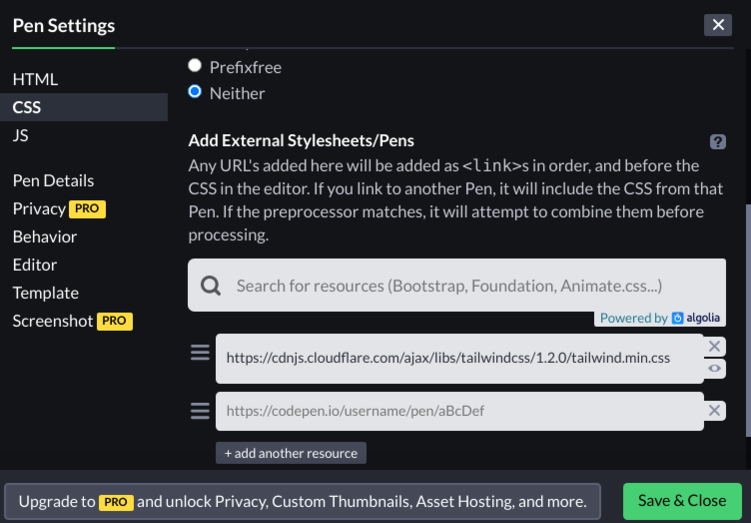 Pen Settings
HTML
CSS
JS
Pen Details
Privacy PRO
Behavior
Editor
Template
Screenshot PRO
Prefixfree
Neither
Add External Stylesheets/Pens
?
Any URL's added here will be added as <link>s in order, and before the
CSS in the editor. If you link to another Pen, it will include the CSS from that
Pen. If the preprocessor matches, it will attempt to combine them before
processing.
Search for resources (Bootstrap, Foundation, Animate.css...)
Powered by algolia
https://cdnjs.cloudflare.com/ajax/libs/tailwindcss/1.2.0/tailwind.min.css
https://codepen.io/username/pen/aBcDef
+ add another resource
Upgrade to PRO and unlock Privacy, Custom Thumbnails, Asset Hosting, and more.
Save & Close